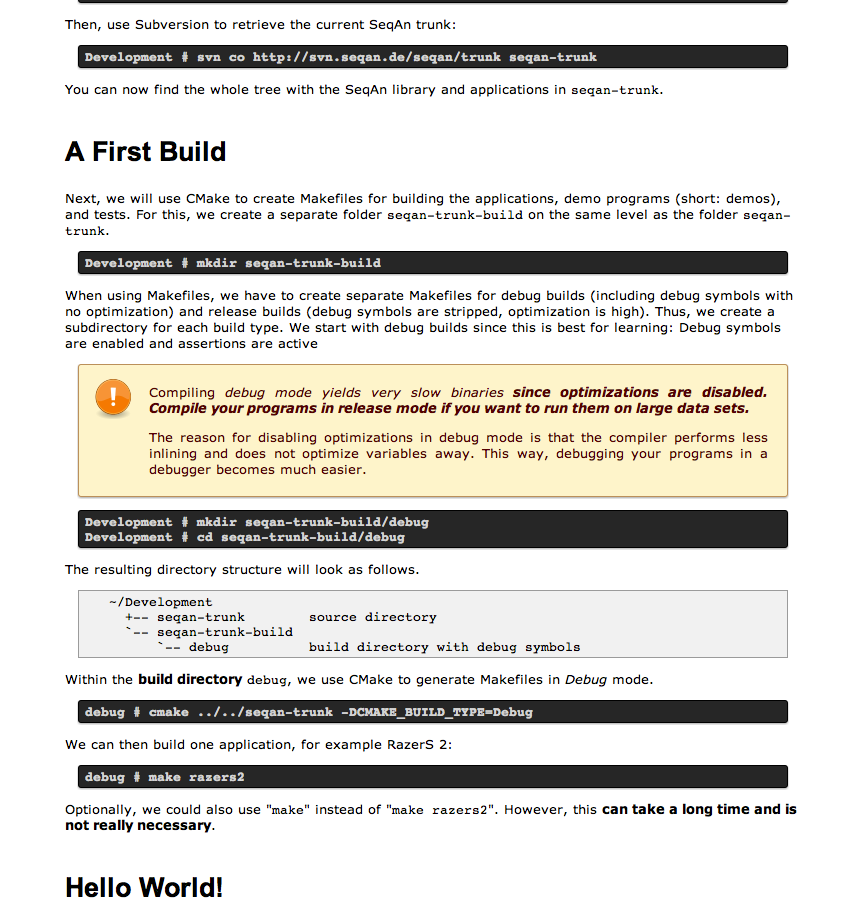 Then, use Subversion to retrieve the current SeqAn trunk:
Development # svn co http://svn.seqan.de/seqan/trunk seqan-trunk
You can now find the whole tree with the SeqAn library and applications in seqan-trunk.
A First Build
Next, we will use CMake to create Makefiles for building the applications, demo programs (short: demos),
and tests. For this, we create a separate folder seqan-trunk-build on the same level as the folder seqan-
trunk.
Development # mkdir seqan-trunk-build
When using Makefiles, we have to create separate Makefiles for debug builds (including debug symbols with
no optimization) and release builds (debug symbols are stripped, optimization is high). Thus, we create a
subdirectory for each build type. We start with debug builds since this is best for learning: Debug symbols
are enabled and assertions are active
Compiling debug mode yields very slow binaries since optimizations are disabled.
Compile your programs in release mode if you want to run them on large data sets.
The reason for disabling optimizations in debug mode is that the compiler performs less
inlining and does not optimize variables away. This way, debugging your programs in a
debugger becomes much easier.
Development # mkdir seqan-trunk-build/debug
Development # cd seqan-trunk-build/debug
The resulting directory structure will look as follows.
~/Development
+-- seqan-trunk        source directory
`-- seqan-trunk-build
`-- debug          build directory with debug symbols
Within the build directory debug, we use CMake to generate Makefiles in Debug mode.
debug # cmake ../../seqan-trunk -DCMAKE_BUILD_TYPE=Debug
We can then build one application, for example RazerS 2:
debug # make razers2
Optionally, we could also use "make" instead of "make razers2". However, this can take a long time and is
not really necessary.
Hello World!